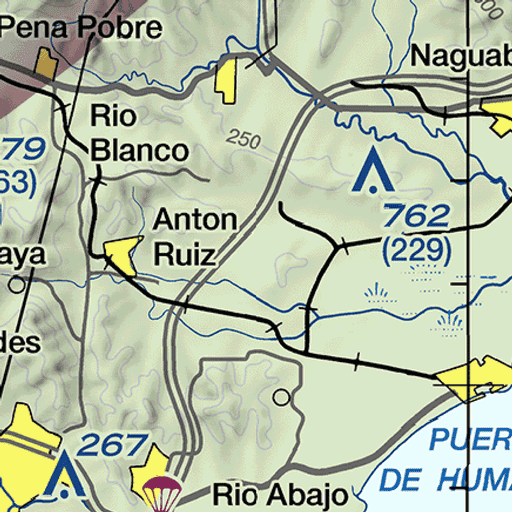 Pena Pobre
Naguab
Rio
Blanco
250
79
63)
)
762
(229)
Anton
Ruiz
aya
des
267
PUER
DE HUMA
Rio Abajo